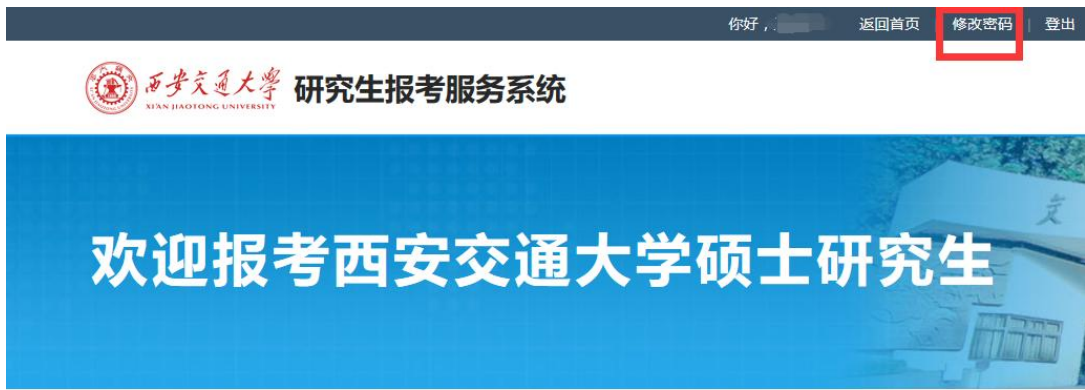 你好，
返回首页 | 修改密码 | 登出
西安交通大学
XI'AN JIAOTONG UNIVERSITY
研究生报考服务系统
欢迎报考西安交通大学硕士研究生
交